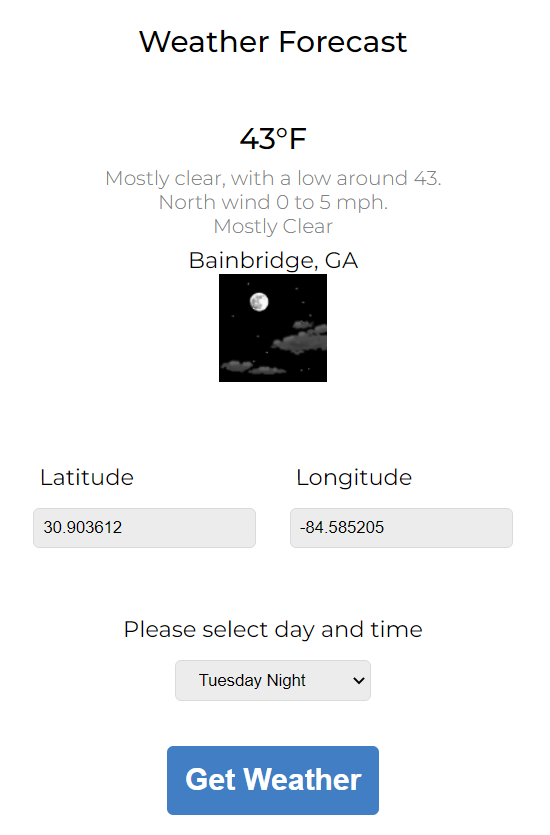 Weather Forecast
43°F
Mostly clear, with a low around 43.
North wind 0 to 5 mph.
Mostly Clear
Bainbridge, GA
Latitude
Longitude
30.903612
-84.585205
Please select day and time
Tuesday Night
Get Weather